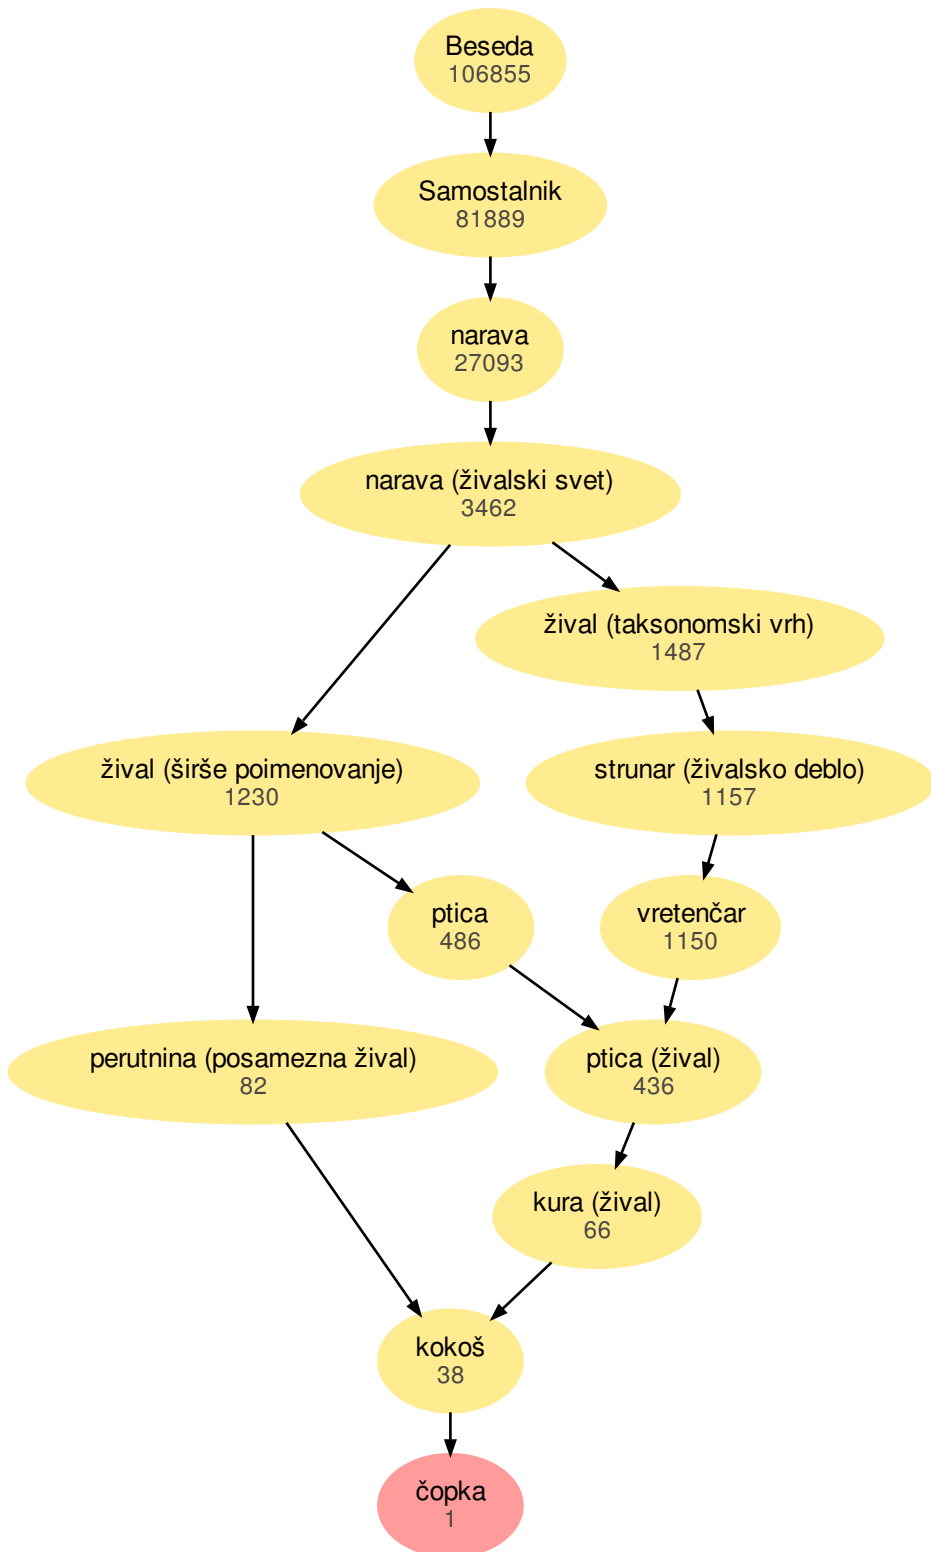 Beseda
106855
Samostalnik
81889
narava
27093
narava (živalski svet)
3462
žival (taksonomski vrh)
1487
žival (širše poimenovanje)
1230
strunar (živalsko deblo)
1157
ptica
486
vretenčar
1150
perutnina (posamezna žival)
82
ptica (žival)
436
kura (žival)
66
kokoš
38
čopka
1